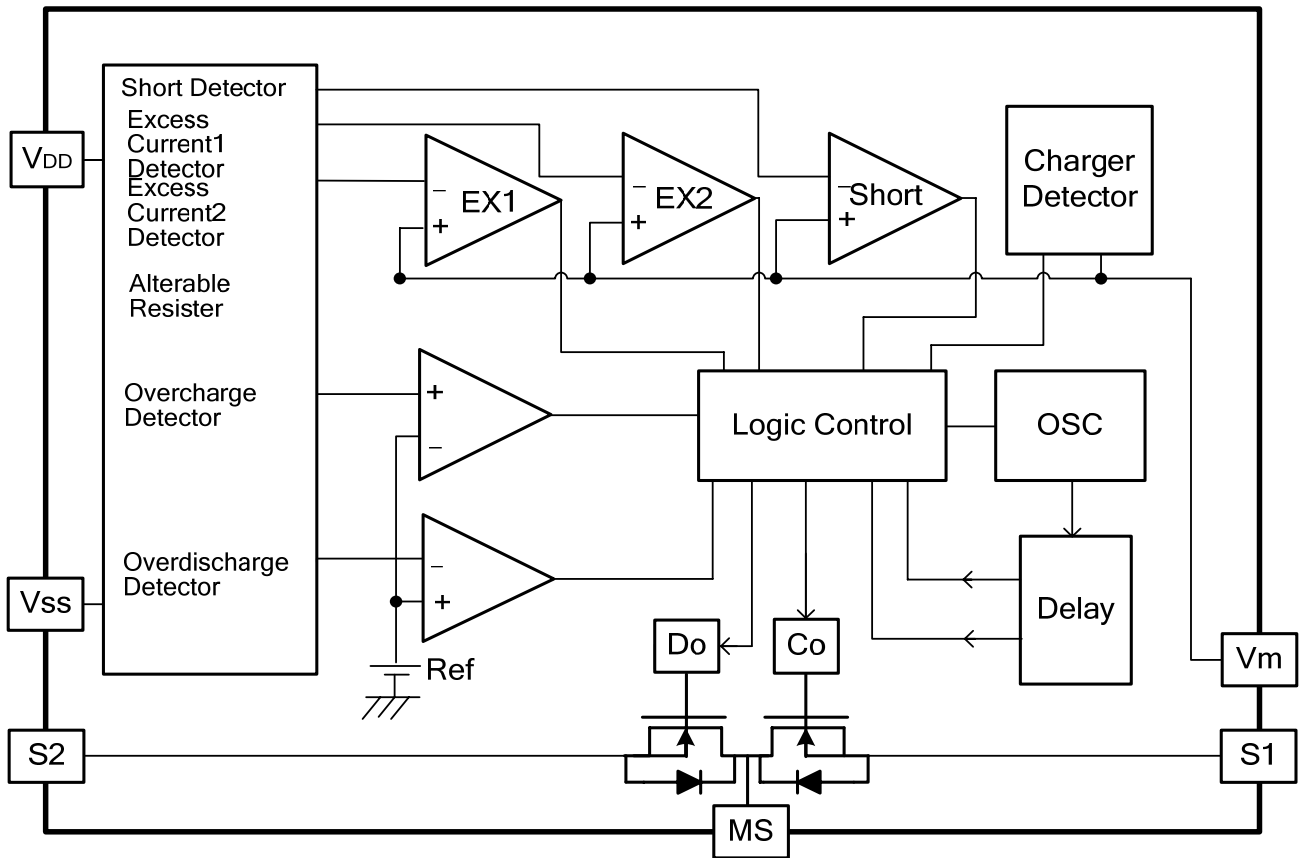 Short Detector
Excess
Current1
Detector
Excess
Current2
Detector
Alterable
Resister
Overcharge
Detector
Overdischarge
Detector
VDD
Vss
S2
− EX1
+
− EX2
+
− Short
+
Charger
Detector
+
−
−
+
Ref
Logic Control
OSC
Delay
Do
Co
Vm
S1
MS